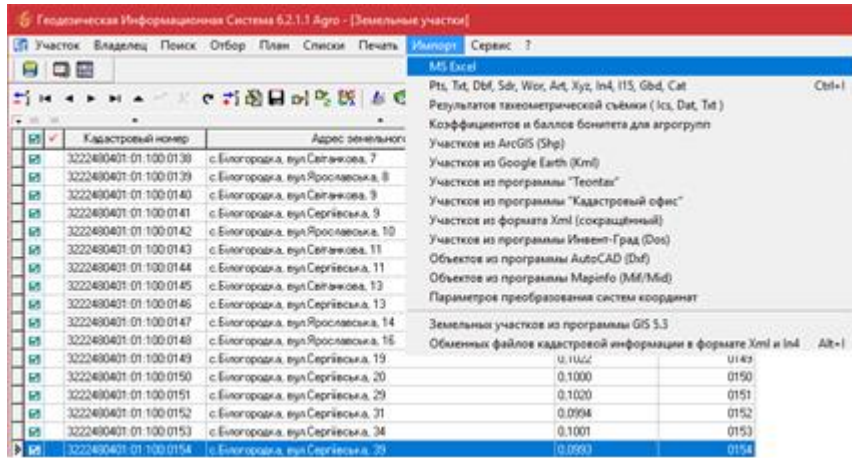 Геодезическая Информационная Система 6.2.1.1 Agro - [Земельные участки]
Участок Владелец Поиск Отбор План Списки Печать Импорт Сервис ?
MS Excel
Pts, Txt, Dbf, Sdr, Wor, Art, Xyz, In4, I15, Gbd, Cat Ctrl+I
Результатов тахеометрической съёмки ( Ics, Dat, Txt )
Коэффициентов и баллов бонитета для агрогрупп
Участков из ArcGIS (Shp)
Участков из Google Earth (Kml)
Участков из программы "Teontax"
Участков из программы "Кадастровый офис"
Участков из формата Xml (сокращённый)
Участков из программы Инвент-Град (Dos)
Объектов из программы AutoCAD (Dxf)
Объектов из программы Mapinfo (Mif/Mid)
Параметров преобразования систем координат
Земельных участков из программы GIS 5.3
Обменных файлов кадастровой информации в формате Xml и In4 Alt+I
Кадастровый номер Адрес земельного
3222480401:01:100:0138 с.Білогородка, вул.Світанкова, 7
3222480401:01:100:0139 с.Білогородка, вул.Ярославська, 8
3222480401:01:100:0140 с.Білогородка, вул.Світанкова, 9
3222480401:01:100:0141 с.Білогородка, вул.Сергіївська, 9
3222480401:01:100:0142 с.Білогородка, вул.Ярославська, 10
3222480401:01:100:0143 с.Білогородка, вул.Світанкова, 11
3222480401:01:100:0144 с.Білогородка, вул.Сергіївська, 11
3222480401:01:100:0145 с.Білогородка, вул.Світанкова, 13
3222480401:01:100:0146 с.Білогородка, вул.Сергіївська, 13
3222480401:01:100:0147 с.Білогородка, вул.Ярославська, 14
3222480401:01:100:0148 с.Білогородка, вул.Ярославська, 16
3222480401:01:100:0149 с.Білогородка, вул.Сергіївська, 19 0,1022 0149
3222480401:01:100:0150 с.Білогородка, вул.Сергіївська, 20 0,1000 0150
3222480401:01:100:0151 с.Білогородка, вул.Сергіївська, 29 0,1020 0151
3222480401:01:100:0152 с.Білогородка, вул.Сергіївська, 31 0,0994 0152
3222480401:01:100:0153 с.Білогородка, вул.Сергіївська, 34 0,1001 0153
3222480401:01:100:0154 с.Білогородка, вул.Сергіївська, 39 0,0993 0154